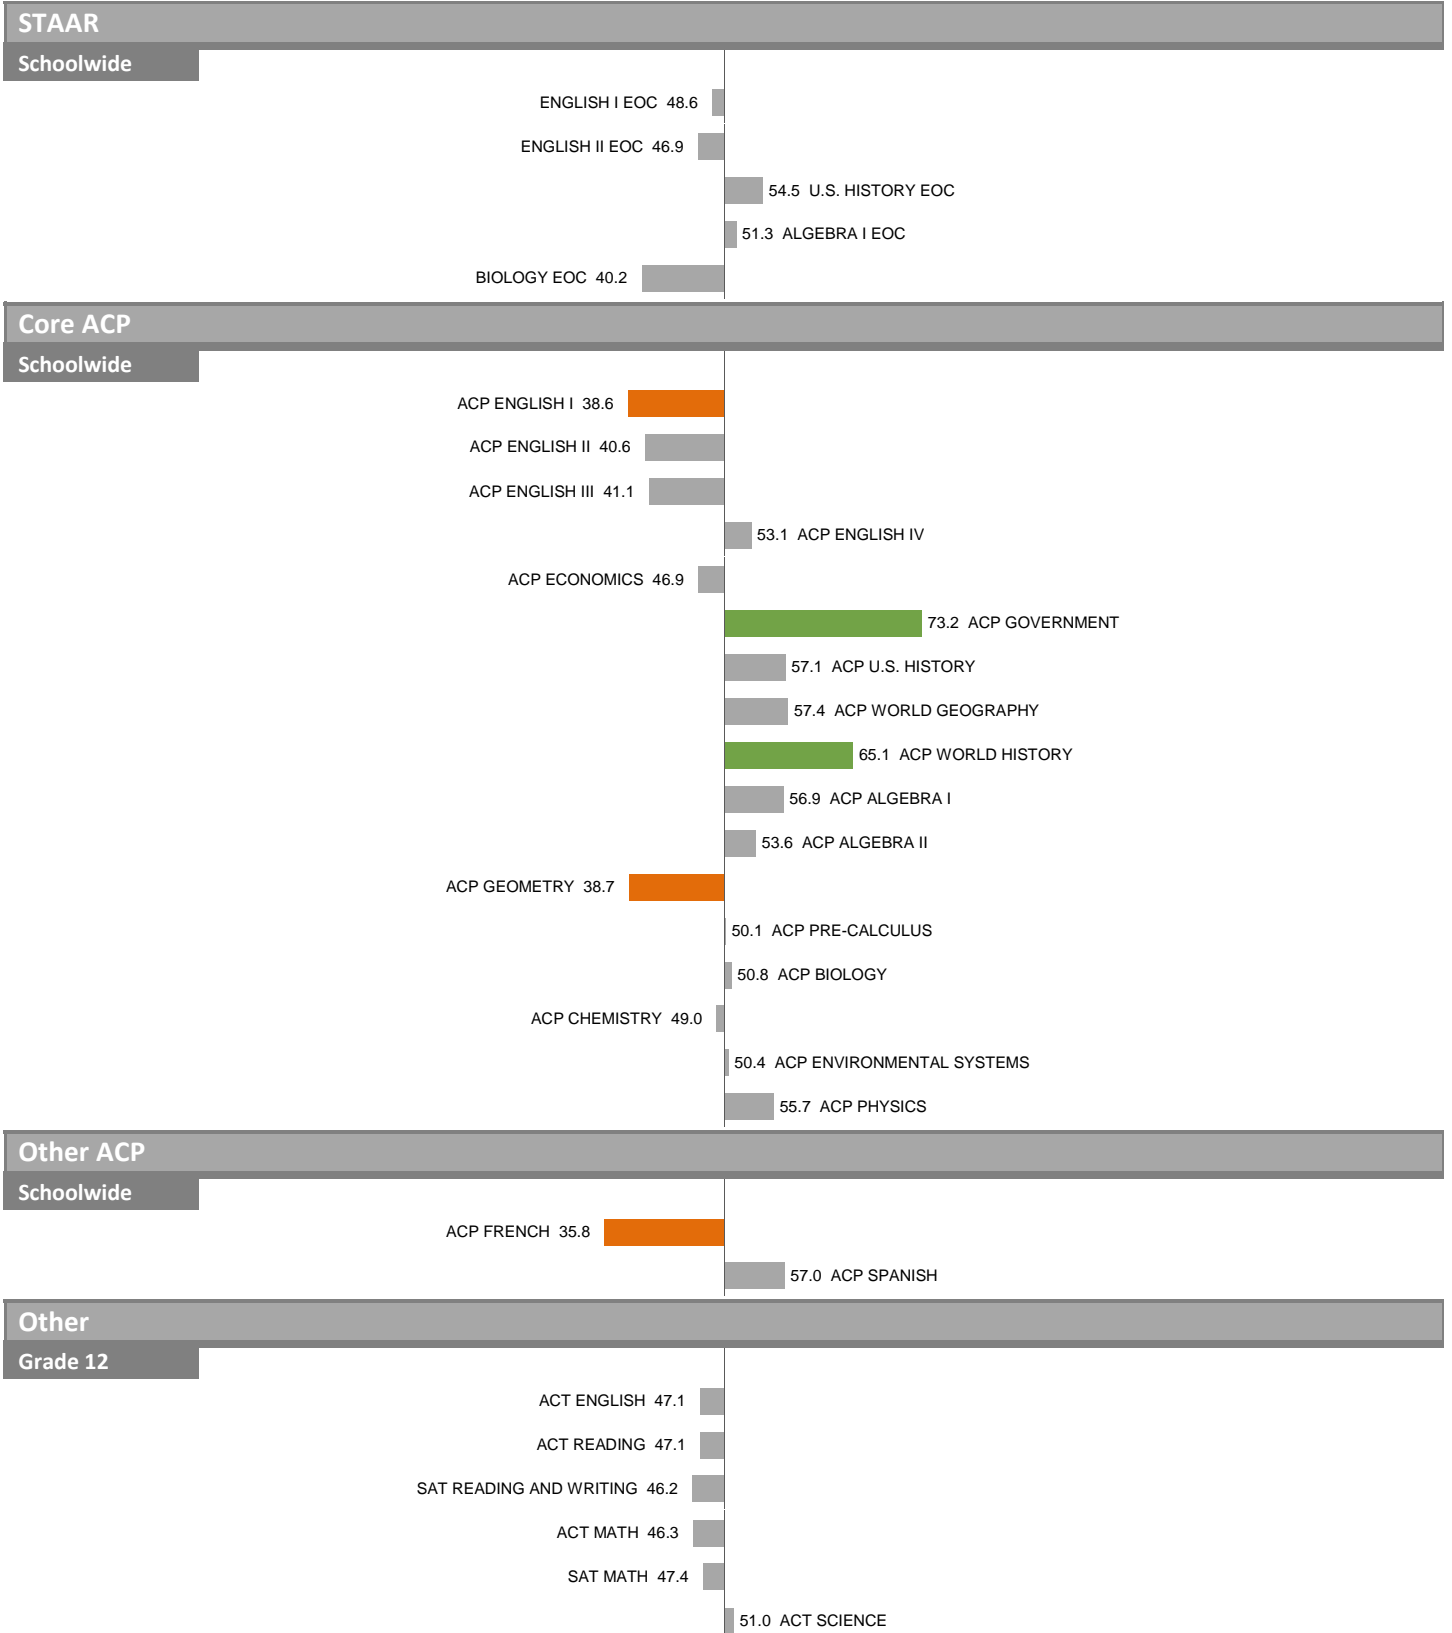 STAAR
Schoolwide
ENGLISH I EOC 48.6
ENGLISH II EOC 46.9
54.5 U.S. HISTORY EOC
51.3 ALGEBRA I EOC
BIOLOGY EOC 40.2
Core ACP
Schoolwide
ACP ENGLISH I 38.6
ACP ENGLISH II 40.6
ACP ENGLISH III 41.1
53.1 ACP ENGLISH IV
ACP ECONOMICS 46.9
73.2 ACP GOVERNMENT
57.1 ACP U.S. HISTORY
57.4 ACP WORLD GEOGRAPHY
65.1 ACP WORLD HISTORY
56.9 ACP ALGEBRA I
53.6 ACP ALGEBRA II
ACP GEOMETRY 38.7
50.1 ACP PRE-CALCULUS
50.8 ACP BIOLOGY
ACP CHEMISTRY 49.0
50.4 ACP ENVIRONMENTAL SYSTEMS
55.7 ACP PHYSICS
Other ACP
Schoolwide
ACP FRENCH 35.8
57.0 ACP SPANISH
Other
Grade 12
ACT ENGLISH 47.1
ACT READING 47.1
SAT READING AND WRITING 46.2
ACT MATH 46.3
SAT MATH 47.4
51.0 ACT SCIENCE